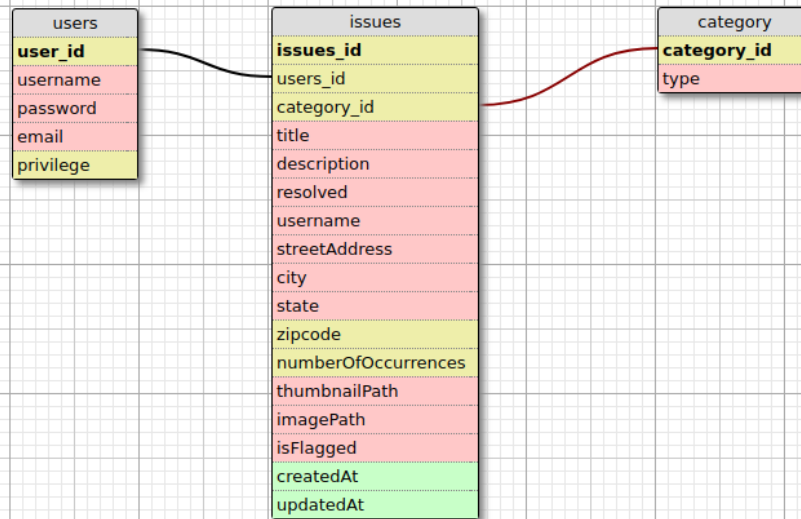 users
user_id
username
password
email
privilege
issues
issues_id
users_id
category_id
title
description
resolved
username
streetAddress
city
state
zipcode
numberOfOccurrences
thumbnailPath
imagePath
isFlagged
createdAt
updatedAt
category
category_id
type